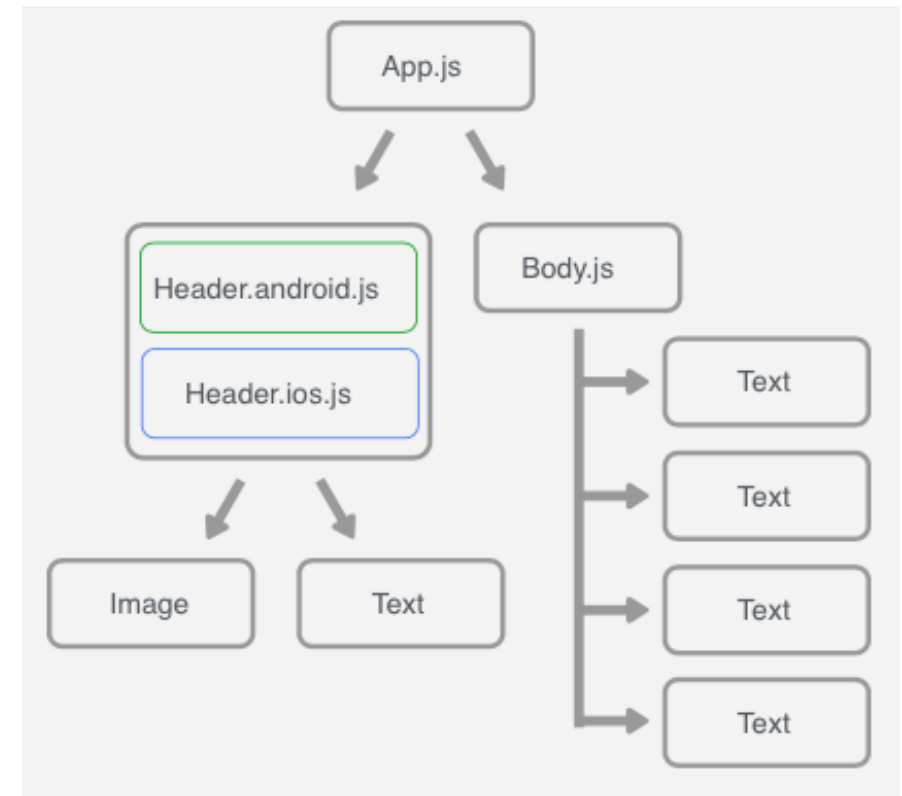 App.js
Header.android.js
Header.ios.js
Body.js
Image
Text
Text
Text
Text
Text